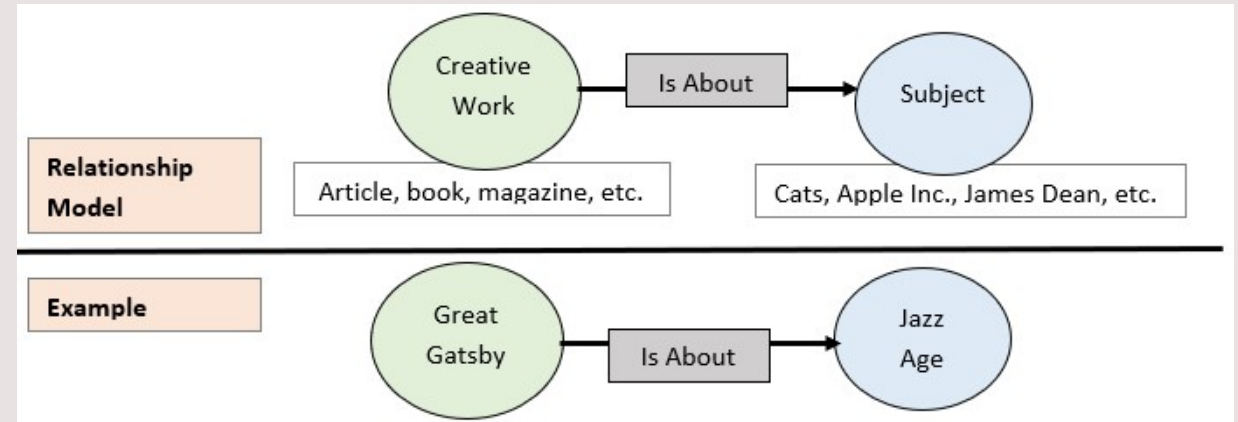 Creative
Work
Is About
Subject
Relationship
Model
Article, book, magazine, etc.
Cats, Apple Inc., James Dean, etc.
Example
Great
Gatsby
Is About
Jazz
Age